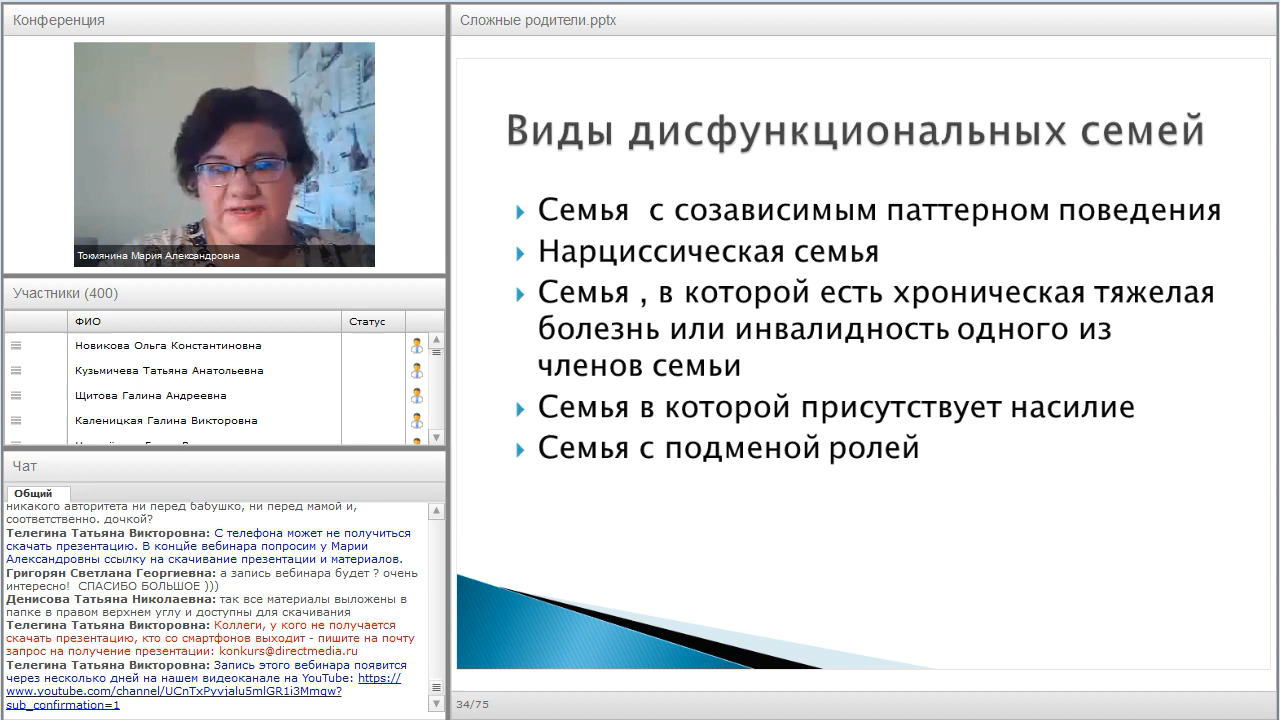 Конференция
Токмянина Мария Александровна
Участники (400)
ФИО Статус
Новикова Ольга Константиновна
Кузьмичева Татьяна Анатольевна
Щитова Галина Андреевна
Каленицкая Галина Викторовна
Чат
Общий
никакого авторитета ни перед бабушко, ни перед мамой и,
соответственно. дочкой?
Телегина Татьяна Викторовна: С телефона может не получиться
скачать презентацию. В концйе вебинара попросим у Марии
Александровны ссылку на скачивание презентации и материалов.
Григорян Светлана Георгиевна: а запись вебинара будет ? очень
интересно! СПАСИБО БОЛЬШОЕ )))
Денисова Татьяна Николаевна: так все материалы выложены в
папке в правом верхнем углу и доступны для скачивания
Телегина Татьяна Викторовна: Коллеги, у кого не получается
скачать презентацию, кто со смартфонов выходит - пишите на почту
запрос на получение презентации: konkurs@directmedia.ru
Телегина Татьяна Викторовна: Запись этого вебинара появится
через несколько дней на нашем видеоканале на YouTube: https://
www.youtube.com/channel/UCnTxPyvjalu5mlGR1i3Mmqw?
sub_confirmation=1
Сложные родители.pptx
Виды дисфункциональных семей
Семья с созависимым паттерном поведения
Нарциссическая семья
Семья , в которой есть хроническая тяжелая
болезнь или инвалидность одного из
членов семьи
Семья в которой присутствует насилие
Семья с подменой ролей
34/75